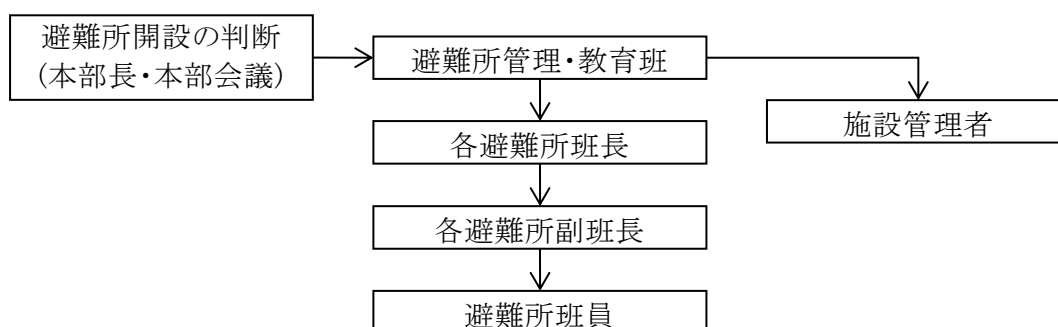 避難所開設の判断
(本部長・本部会議)
避難所管理・教育班
施設管理者
各避難所班長
各避難所副班長
避難所班員